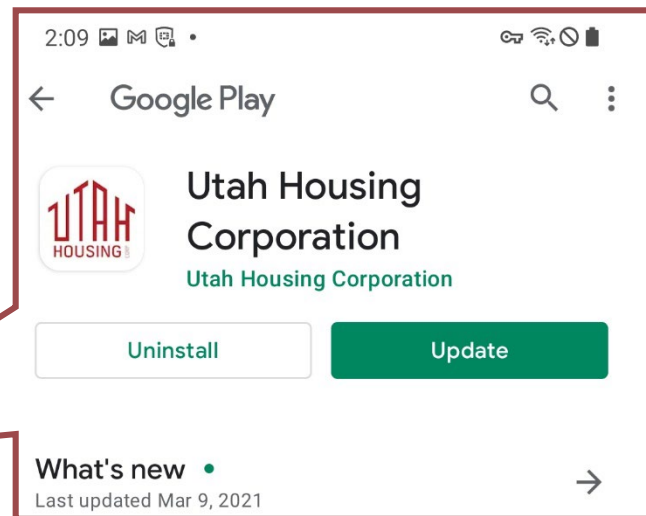 2:09
Google Play
UTAH
HOUSING
Utah Housing
Corporation
Utah Housing Corporation
Uninstall
Update
What's new
Last updated Mar 9, 2021